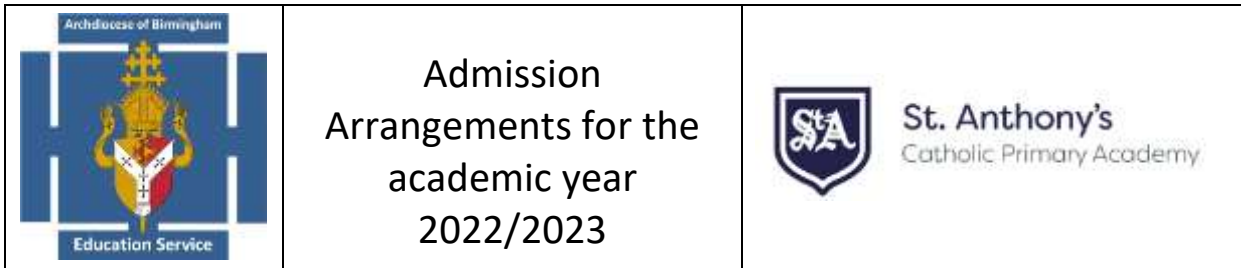 Archdiocese of Birmingham
Education Service
Admission
Arrangements for the
academic year
2022/2023
StA
St. Anthony's
Catholic Primary Academy